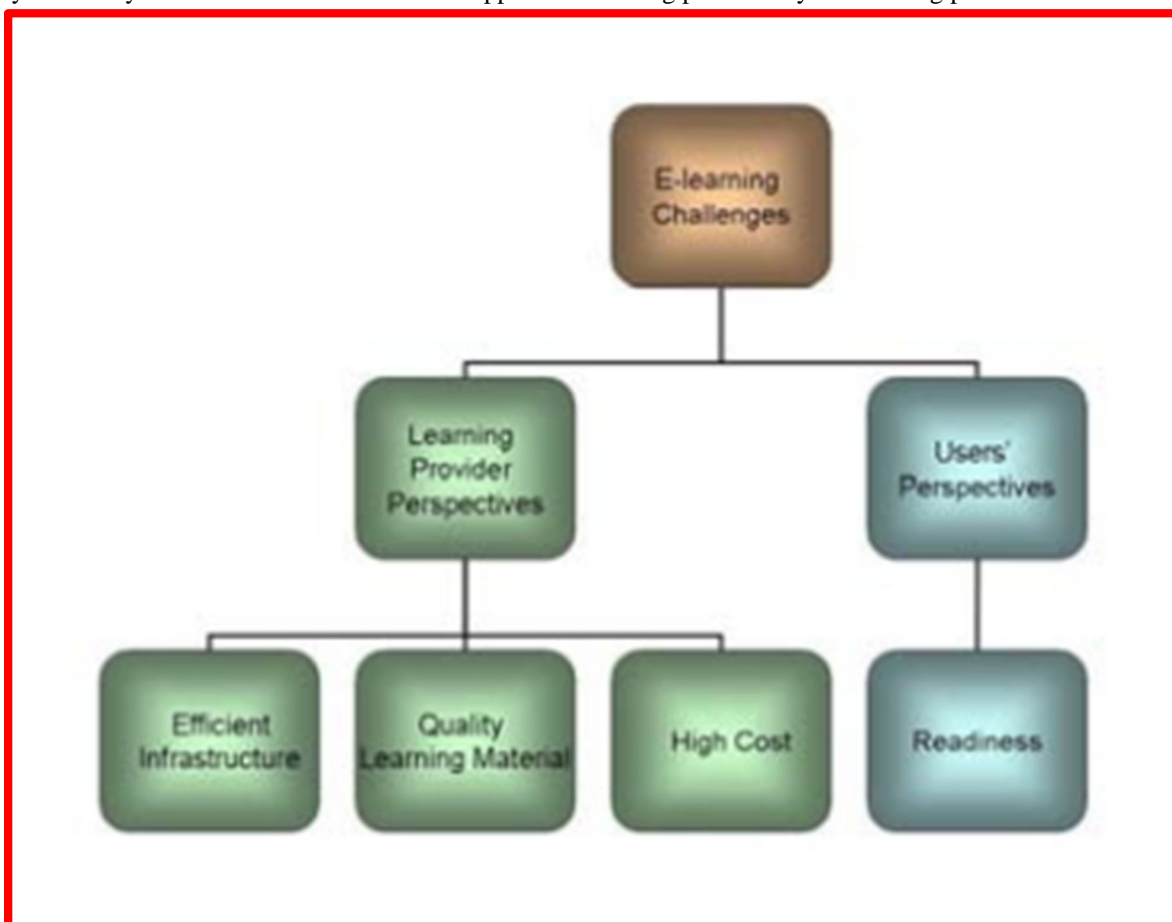 E-learning
Challenges
Learning
Provider
Perspectives
Users'
Perspectives
Efficient
Infrastructure
Quality
Learning Material
High Cost
Readiness